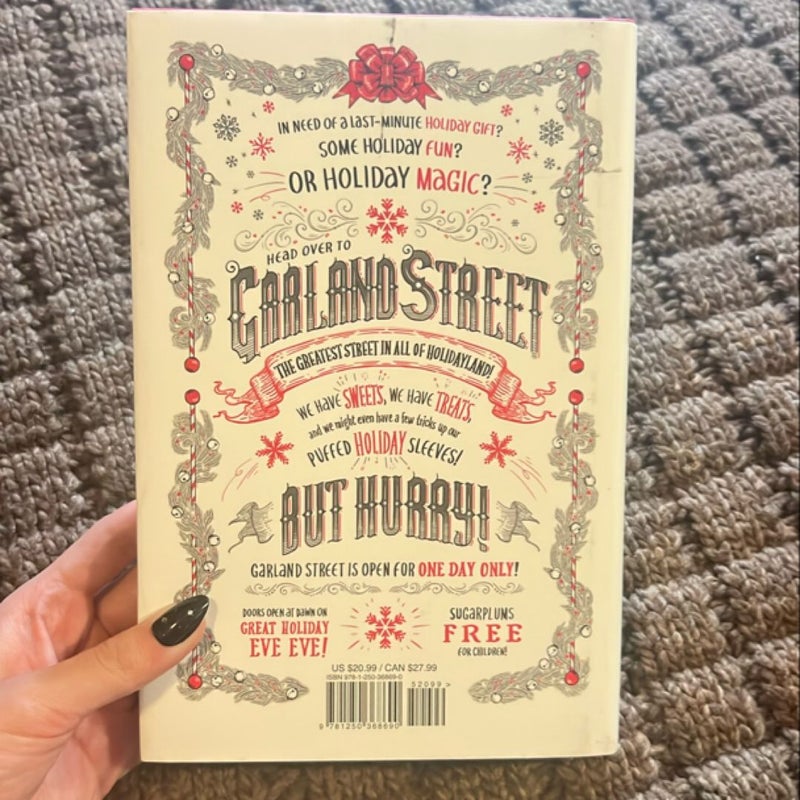 IN NEED OF A LAST-MINUTE HOLIDAY GIFT?
SOME HOLIDAY FUN?
OR HOLIDAY MAGIC?
HEAD OVER TO
GARLAND STREET
THE GREATEST STREET IN ALL OF HOLIDAYLAND!
WE HAVE SWEETS, WE HAVE TREATS,
and we might even have a few tricks up our
PUFFED HOLIDAY SLEEVES!
BUT HURRY!
GARLAND STREET IS OPEN FOR ONE DAY ONLY!
DOORS OPEN at DAWN ON
GREAT HOLIDAY
EVE EVE!
SUGARPLUMS
FREE
FOR CHILDREN!
US $20.99 / CAN $27.99
ISBN 978-1-250-36869-0
52099 >
9 781250 368690